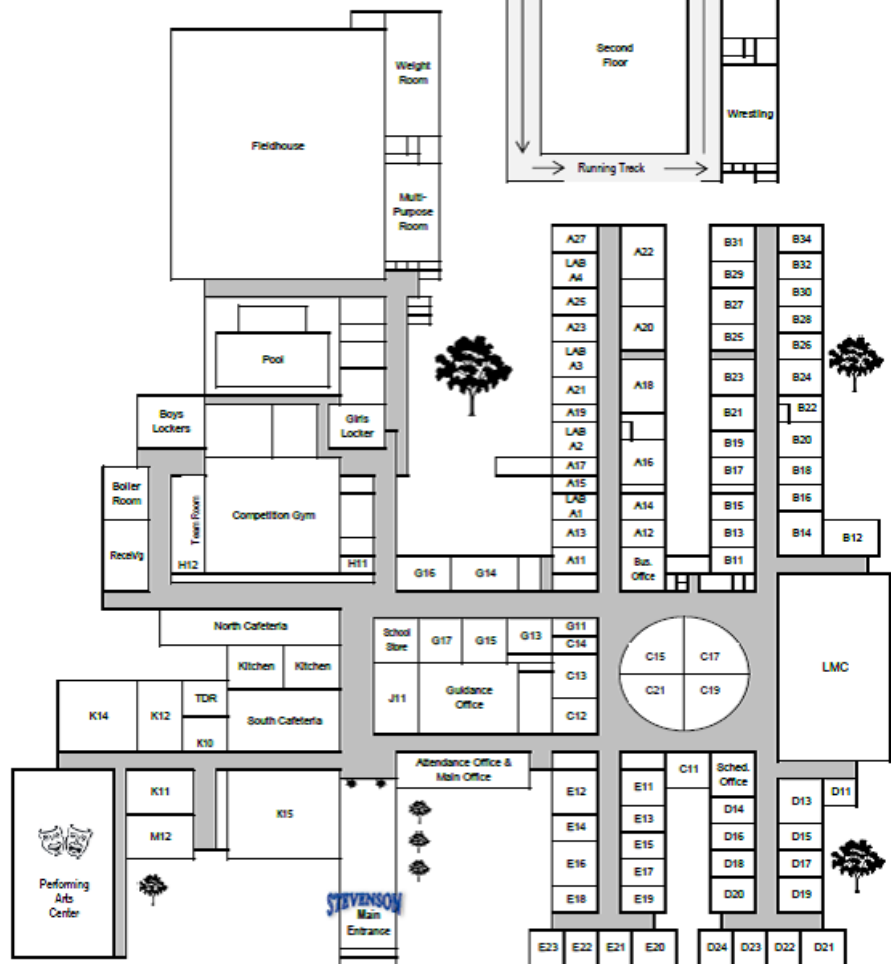 Weight
Room
Second
Floor
Wrestling
Fieldhouse
Running Track
Multi-
Purpose
Room
A27
LAB
A4
A25
A23
LAB
A3
A21
A19
LAB
A2
A17
A15
LAB
A1
A13
A11
A22
A20
A18
A16
A14
A12
Bus.
Office
B31
B29
B27
B25
B23
B21
B19
B17
B15
B13
B11
B34
B32
B30
B28
B26
B24
B22
B20
B18
B16
B14
B12
Pool
Boys
Lockers
Girls
Locker
Boiler
Room
Receiv'g
Team Room
H12
Competition Gym
H11
G16
G14
North Cafeteria
Kitchen
Kitchen
South Cafeteria
School
Store
G17
G15
G13
G11
C14
C13
C12
J11
Guidance
Office
C15
C17
C21
C19
LMC
K14
K12
TDR
K10
K11
M12
K15
Performing
Arts
Center
Attendance Office &
Main Office
STEVENSON
Main
Entrance
E12
E14
E16
E18
E11
E13
E15
E17
E19
C11
Sched.
Office
D14
D16
D18
D20
D13
D11
D15
D17
D19
E23
E22
E21
E20
D24
D23
D22
D21